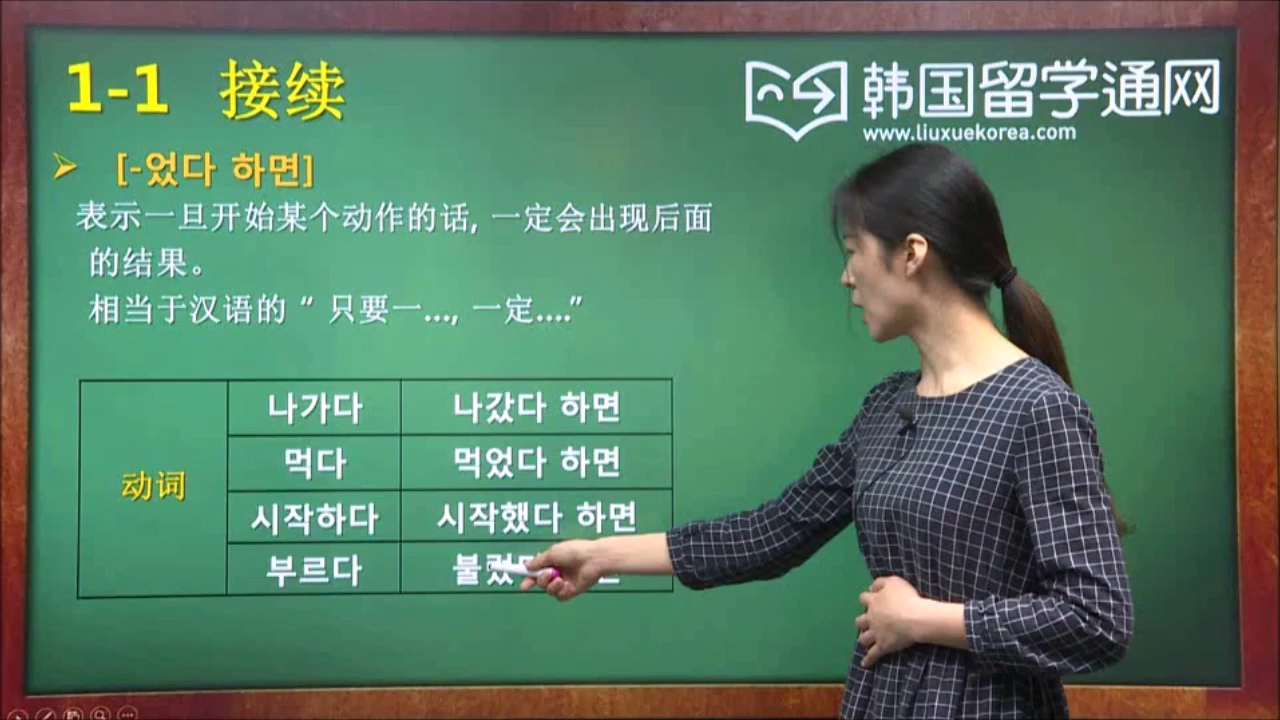 1-1 接续
韩国留学通网
www.liuxuekorea.com
[-었다 하면]
表示一旦开始某个动作的话, 一定会出现后面
的结果。
相当于汉语的 “ 只要一..., 一定....”
动词
나가다 나갔다 하면
먹다 먹었다 하면
시작하다 시작했다 하면
부르다